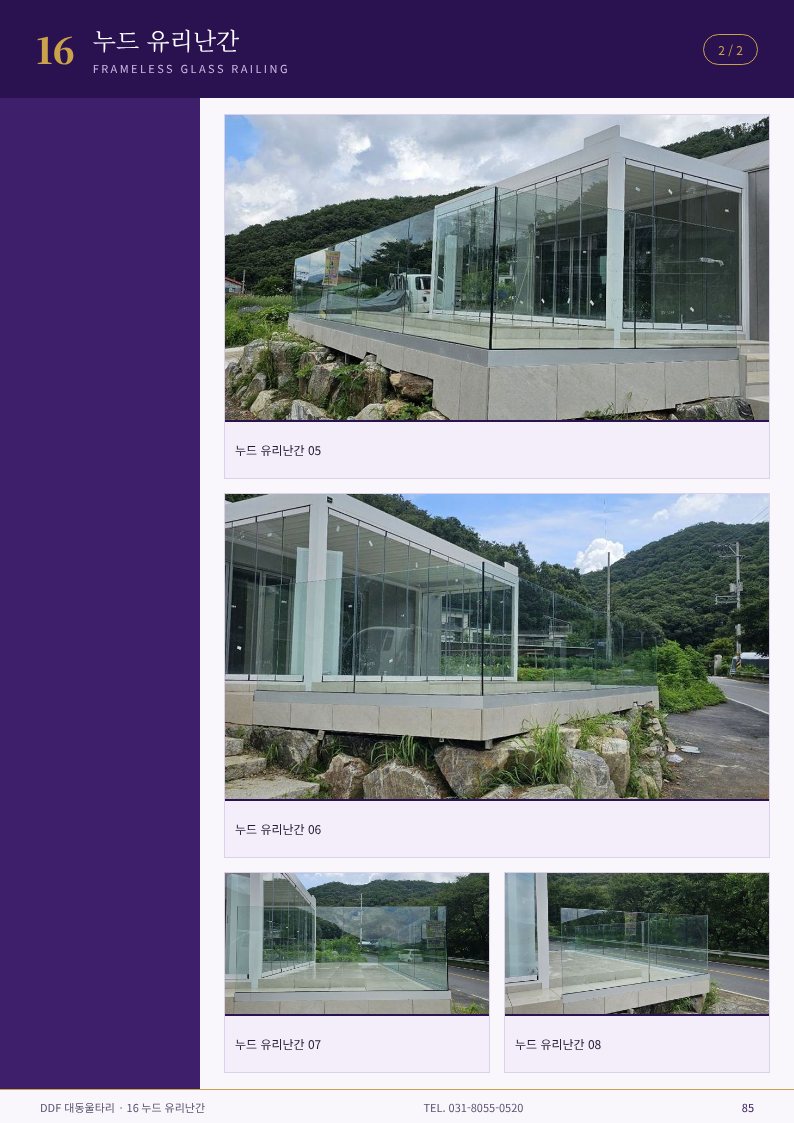 16
누드 유리난간
FRAMELESS GLASS RAILING
2 / 2
누드 유리난간 05
누드 유리난간 06
누드 유리난간 07
누드 유리난간 08
DDF 대동울타리 · 16 누드 유리난간
TEL. 031-8055-0520
85